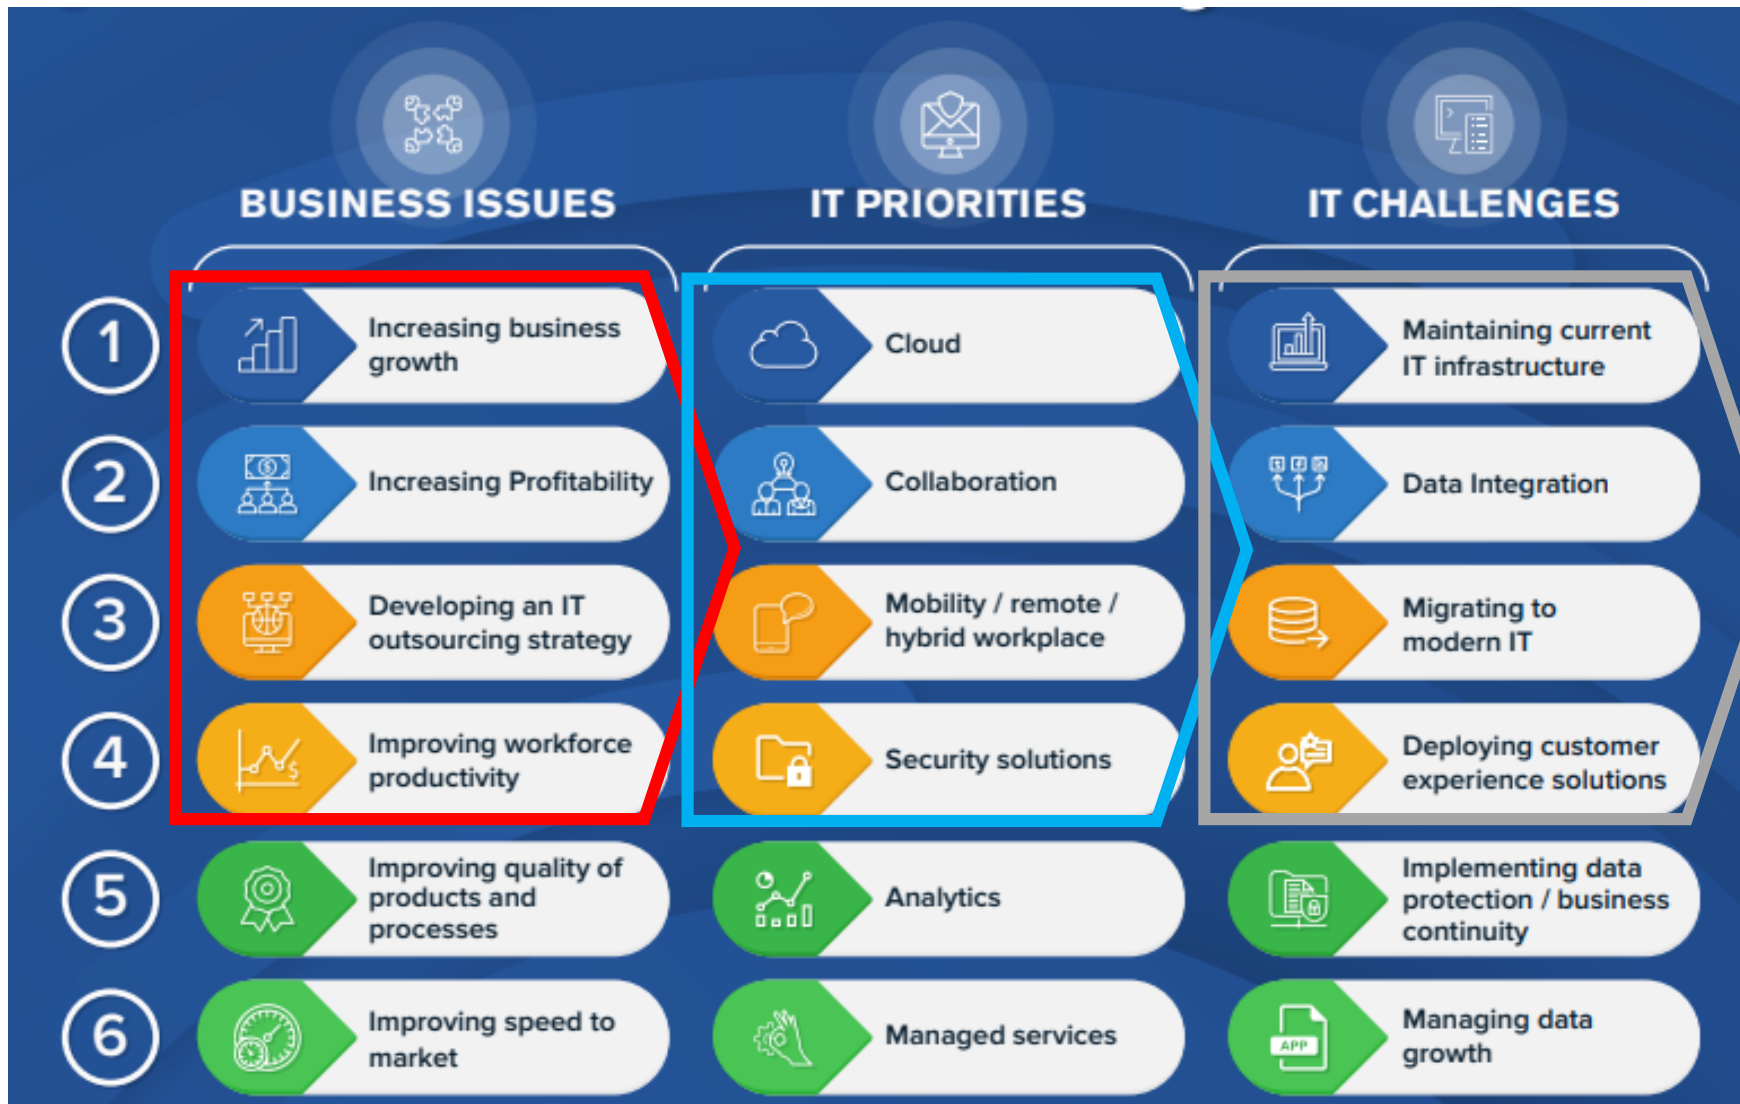 BUSINESS ISSUES
IT PRIORITIES
IT CHALLENGES
1
Increasing business
growth
Cloud
Maintaining current
IT infrastructure
2
Increasing Profitability
Collaboration
Data Integration
3
Developing an IT
outsourcing strategy
Mobility / remote /
hybrid workplace
Migrating to
modern IT
4
Improving workforce
productivity
Security solutions
Deploying customer
experience solutions
5
Improving quality of
products and
processes
Analytics
Implementing data
protection / business
continuity
6
Improving speed to
market
Managed services
APP
Managing data
growth